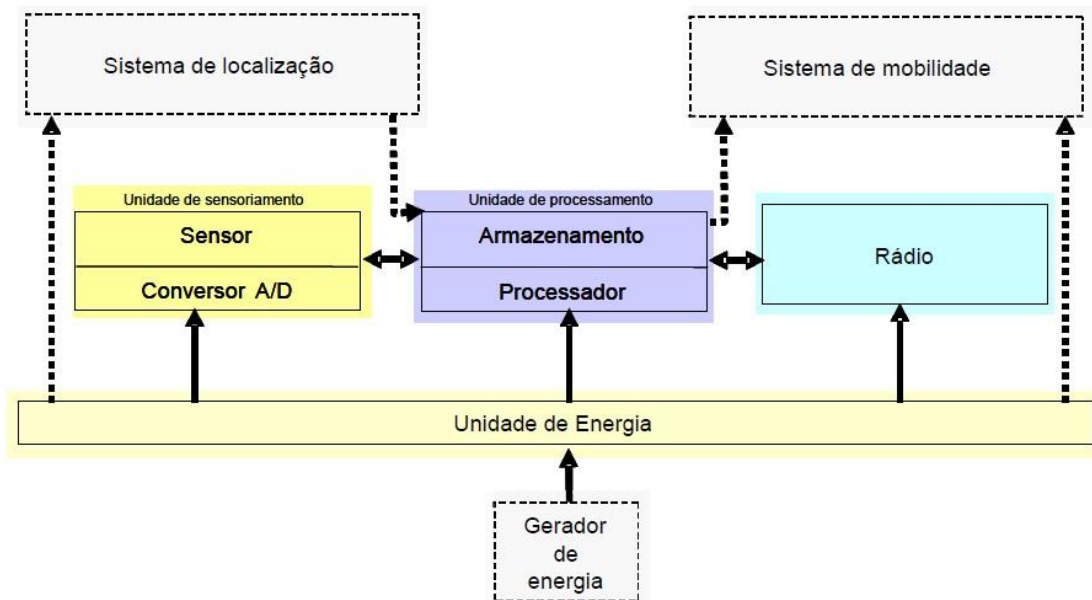 Sistema de localização
Sistema de mobilidade
Unidade de sensoriamento
Sensor
Conversor A/D
Unidade de processamento
Armazenamento
Processador
Rádio
Unidade de Energia
Gerador
de
energia